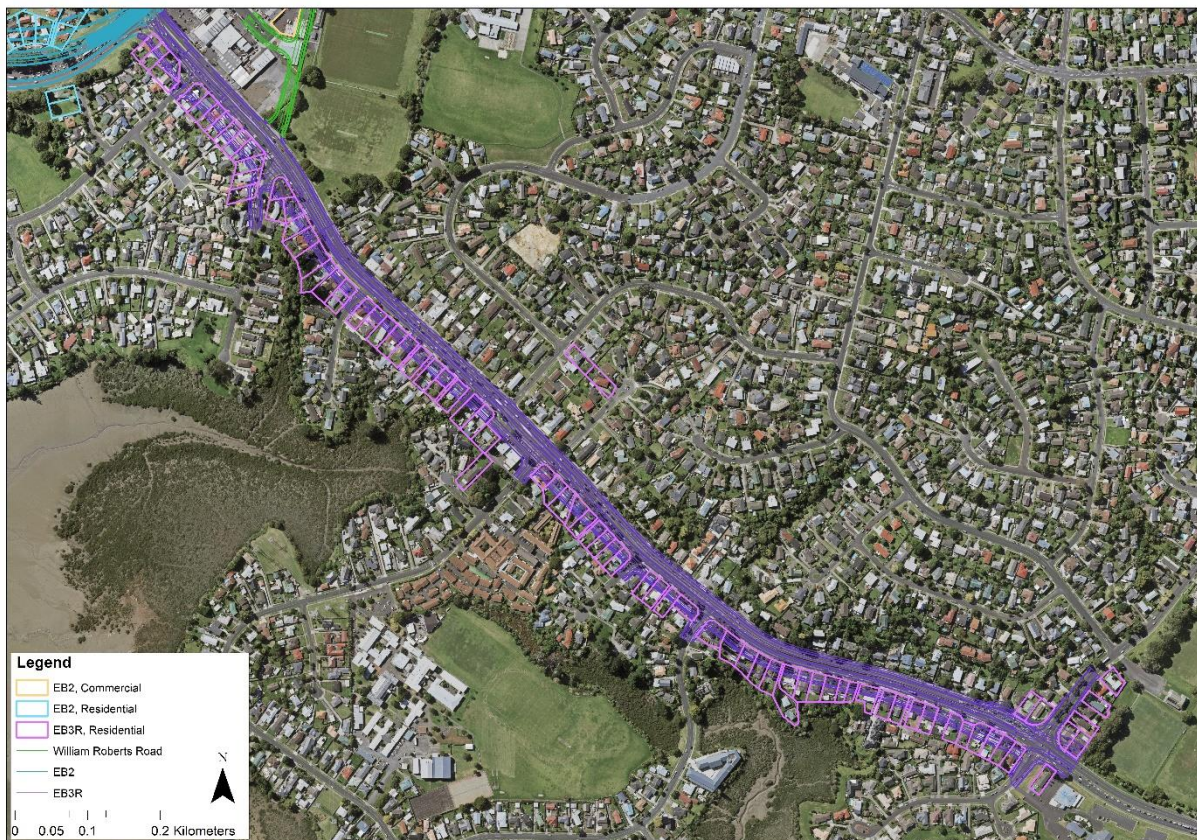 Legend
EB2, Commercial
EB2, Residential
EB3R, Residential
William Roberts Road
EB2
EB3R
N
0 0.05 0.1 0.2 Kilometers